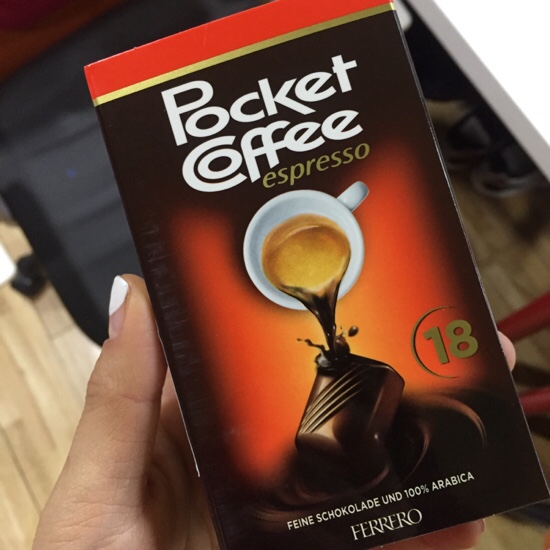 Pocket
Coffee
espresso
18
FEINE SCHOKOLADE UND 100% ARABICA
FERRERO